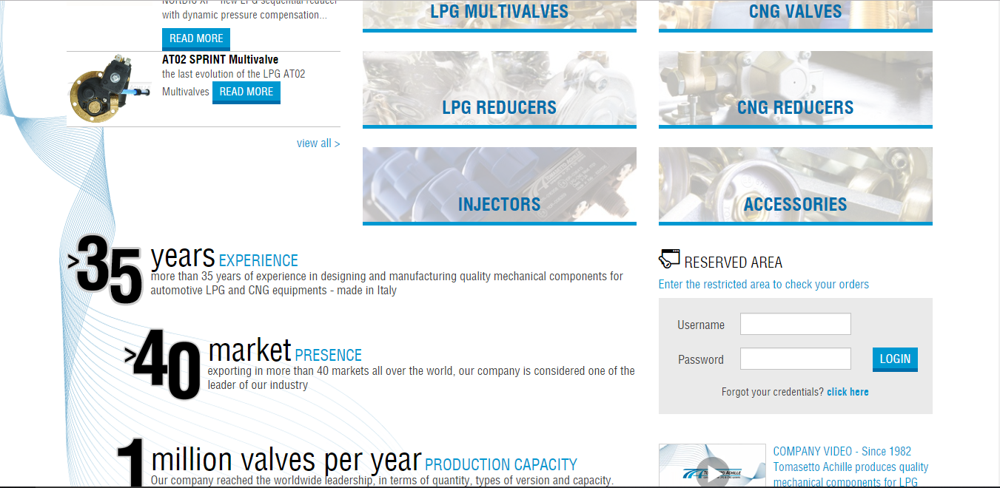 with dynamic pressure compensation...
READ MORE
AT02 SPRINT Multivalve
the last evolution of the LPG AT02
Multivalves READ MORE
view all >
LPG MULTIVALVES
CNG VALVES
LPG REDUCERS
CNG REDUCERS
INJECTORS
ACCESSORIES
>35 years EXPERIENCE
more than 35 years of experience in designing and manufacturing quality mechanical components for
automotive LPG and CNG equipments - made in Italy
>40 market PRESENCE
exporting in more than 40 markets all over the world, our company is considered one of the
leader of our industry
1 million valves per year PRODUCTION CAPACITY
Our company reached the worldwide leadership, in terms of quantity, types of version and capacity.
RESERVED AREA
Enter the restricted area to check your orders
Username
Password
LOGIN
Forgot your credentials? click here
TOMASETTO ACHILLE
COMPANY VIDEO - Since 1982
Tomasetto Achille produces quality
mechanical components for LPG